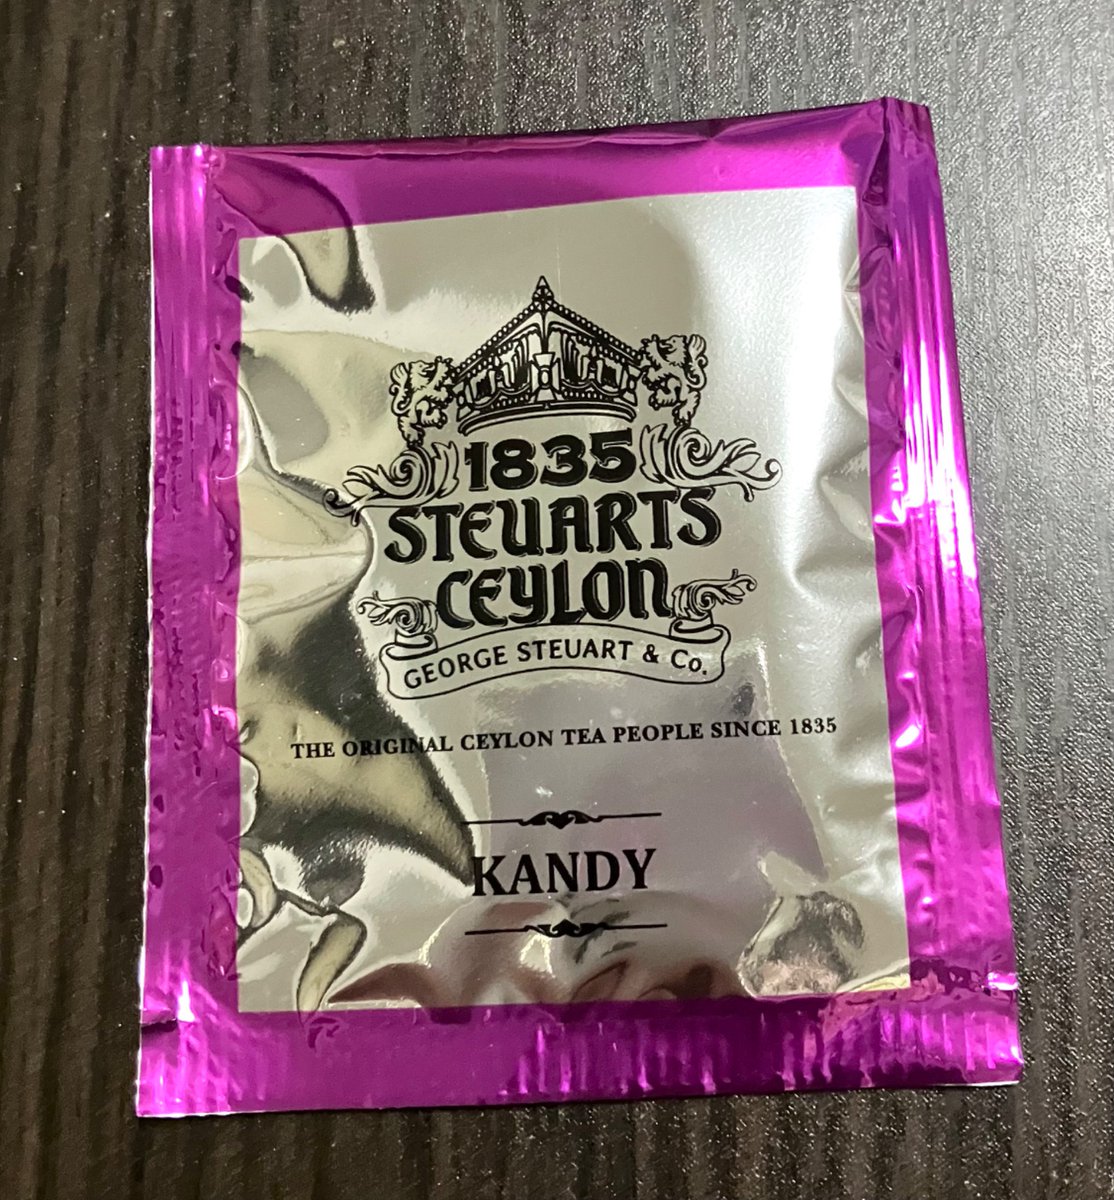 1835
STEUARTS
CEYLON
GEORGE STEUART & Co.
THE ORIGINAL CEYLON TEA PEOPLE SINCE 1835
KANDY